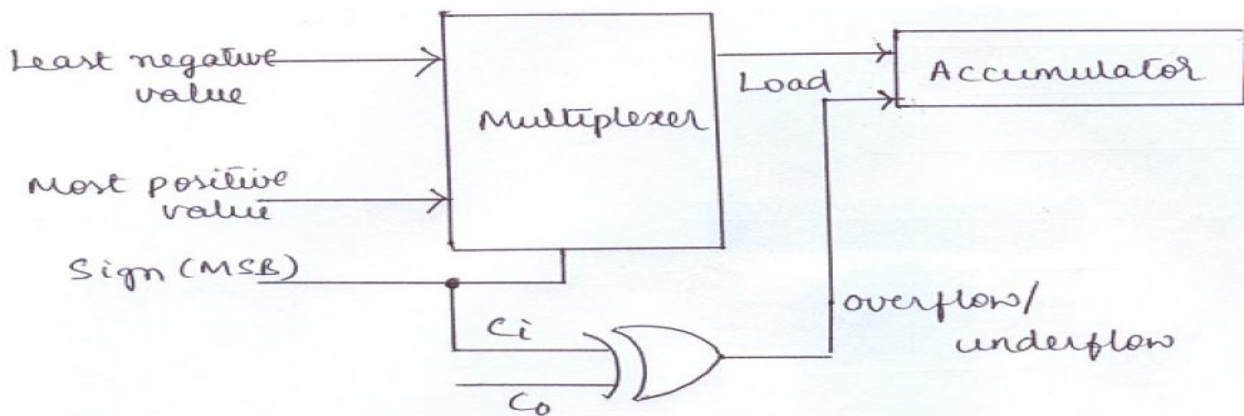 Least negative
value
Multiplexer
Load
Accumulator
Most positive
value
Sign (MSB)
Ci
Co
overflow/
underflow